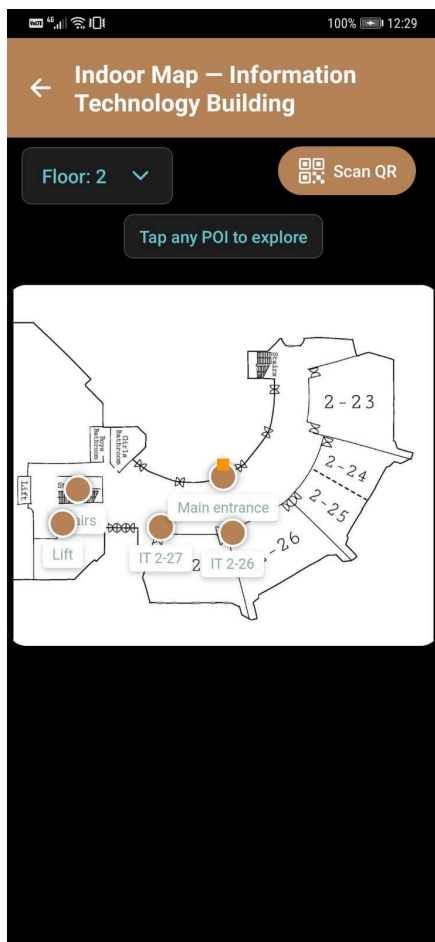 VoLTE 4G 100% 12:29
Indoor Map — Information
Technology Building
Floor: 2
Scan QR
Tap any POI to explore
Stairs
2-23
Girls
Bathroom
Boys
Bathroom
2-24
2-25
Lift
Main entrance
IT 2-27
IT 2-26
Lift